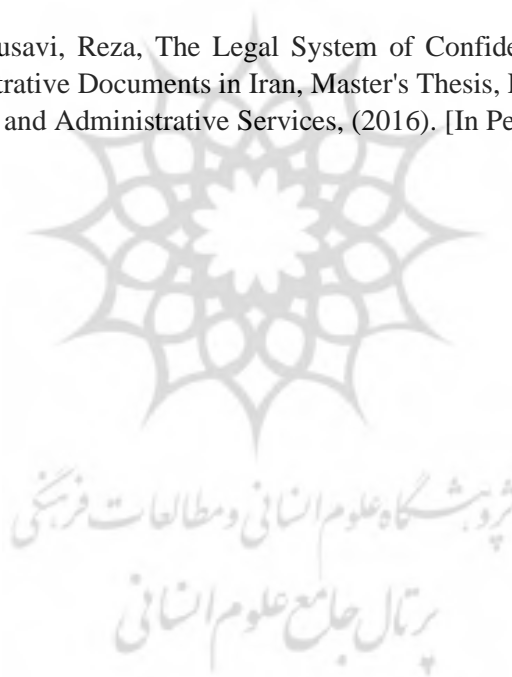 usavi, Reza, The Legal System of Confide
trative Documents in Iran, Master's Thesis,
and Administrative Services, (2016). [In Pe
پژوهشگاه علوم انسانی و مطالعات فرهنگی
پرتال جامع علوم انسانی